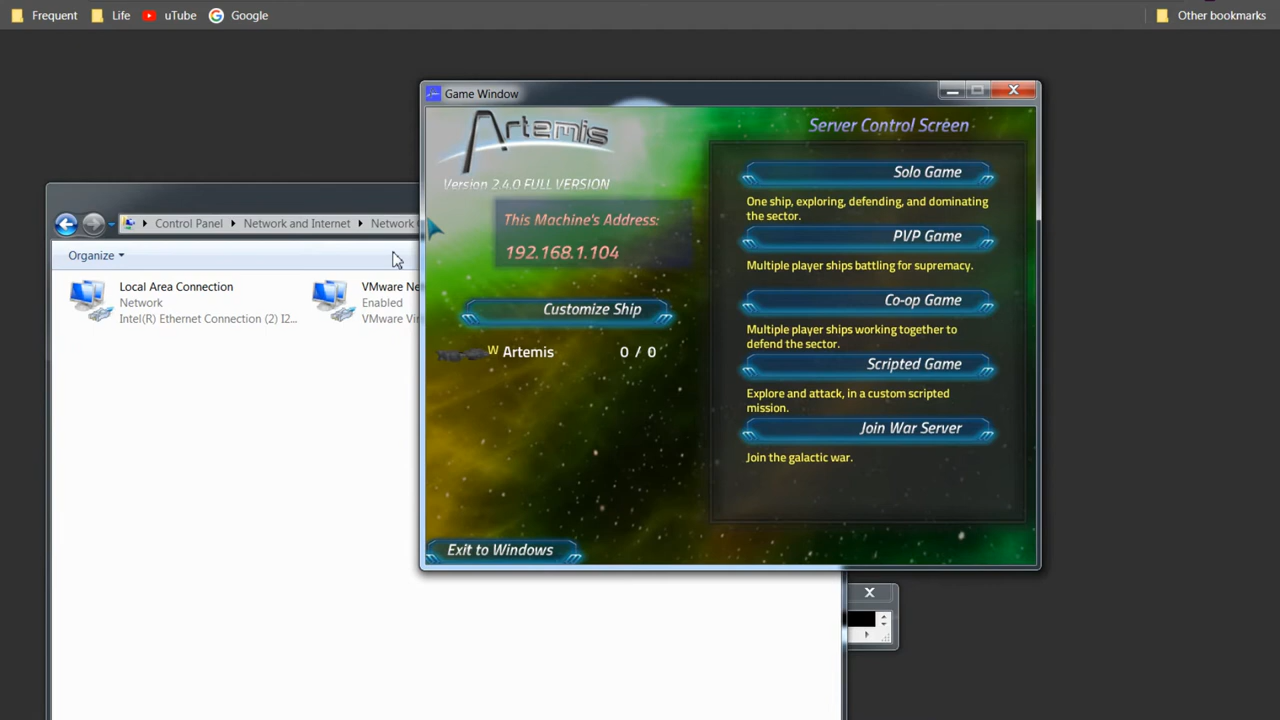 Frequent
Life
uTube
Google
Other bookmarks
Game Window
Artemis
Version 2.4.0 FULL VERSION
This Machine's Address:
192.168.1.104
Customize Ship
W Artemis 0 / 0
Exit to Windows
Server Control Screen
Solo Game
One ship, exploring, defending, and dominating
the sector.
PVP Game
Multiple player ships battling for supremacy.
Co-op Game
Multiple player ships working together to
defend the sector.
Scripted Game
Explore and attack, in a custom scripted
mission.
Join War Server
Join the galactic war.
Control Panel
Network and Internet
Network
Organize
Local Area Connection
Network
Intel(R) Ethernet Connection (2) I2...
VMware Ne
Enabled
VMware Vir